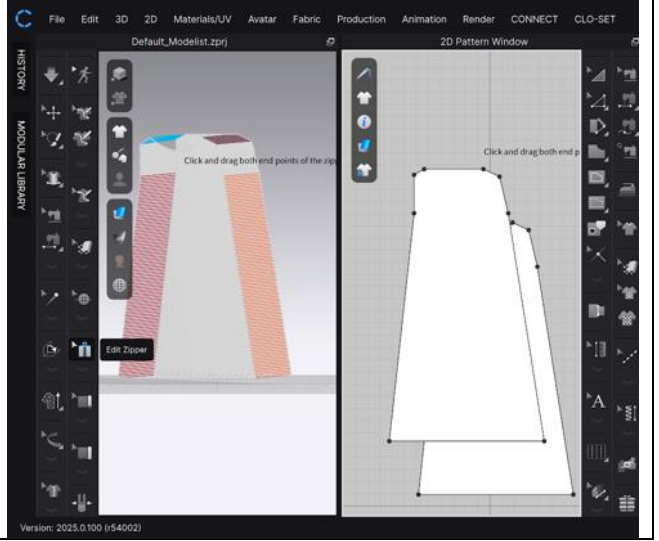 File Edit 3D 2D Materials/UV Avatar Fabric Production Animation Render CONNECT CLO-SET
Default_Modelist.zprj
2D Pattern Window
HISTORY
MODULAR LIBRARY
Click and drag both end points of the zip
Click and drag both end p
Edit Zipper
A
Version: 2025.0.100 (r54002)